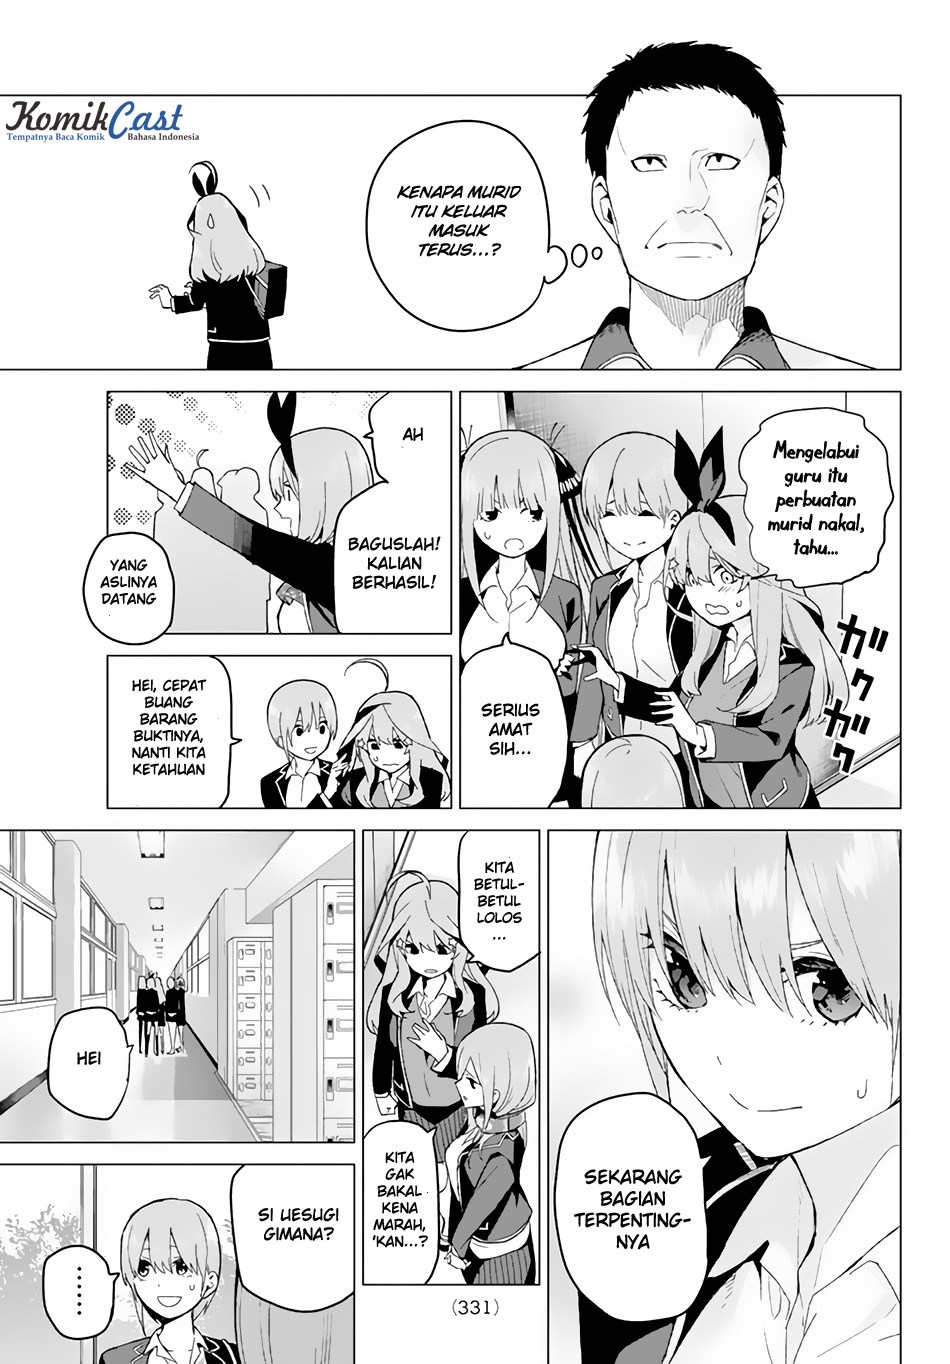 KomikCast
Tempatnya Baca Komik Bahasa Indonesia
KENAPA MURID
ITU KELUAR
MASUK
TERUS...?
Mengelabui
guru itu
perbuatan
murid nakal,
tahu...
ガクガク
SERIUS
AMAT
SIH...
AH
BAGUSLAH!
KALIAN
BERHASIL!
YANG
ASLINYA
DATANG
HEI, CEPAT
BUANG
BARANG
BUKTINYA,
NANTI KITA
KETAHUAN
SEKARANG
BAGIAN
TERPENTING-
NYA
KITA
BETUL-
BETUL
LOLOS
...
KITA
GAK
BAKAL
KENA
MARAH,
'KAN...?
HEI
SI UESUGI
GIMANA?
......
(331)